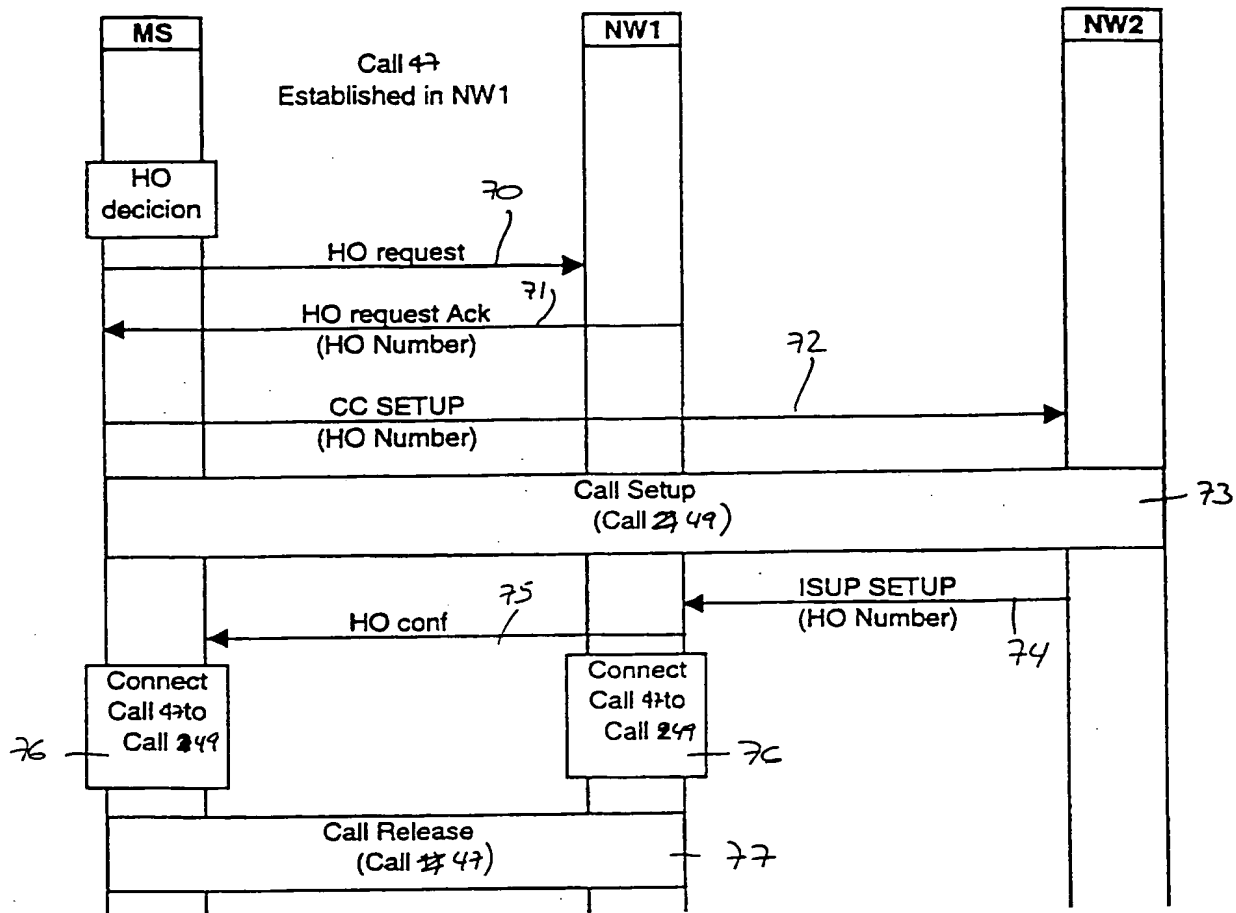 MS
NW1
NW2
Call 47
Established in NW1
HO
decicion
70
HO request
71
HO request Ack
(HO Number)
72
CC SETUP
(HO Number)
Call Setup
(Call 49)
73
ISUP SETUP
(HO Number)
74
75
HO conf
Connect
Call 47to
Call 49
76
Connect
Call 47to
Call 49
76
Call Release
(Call 47)
77